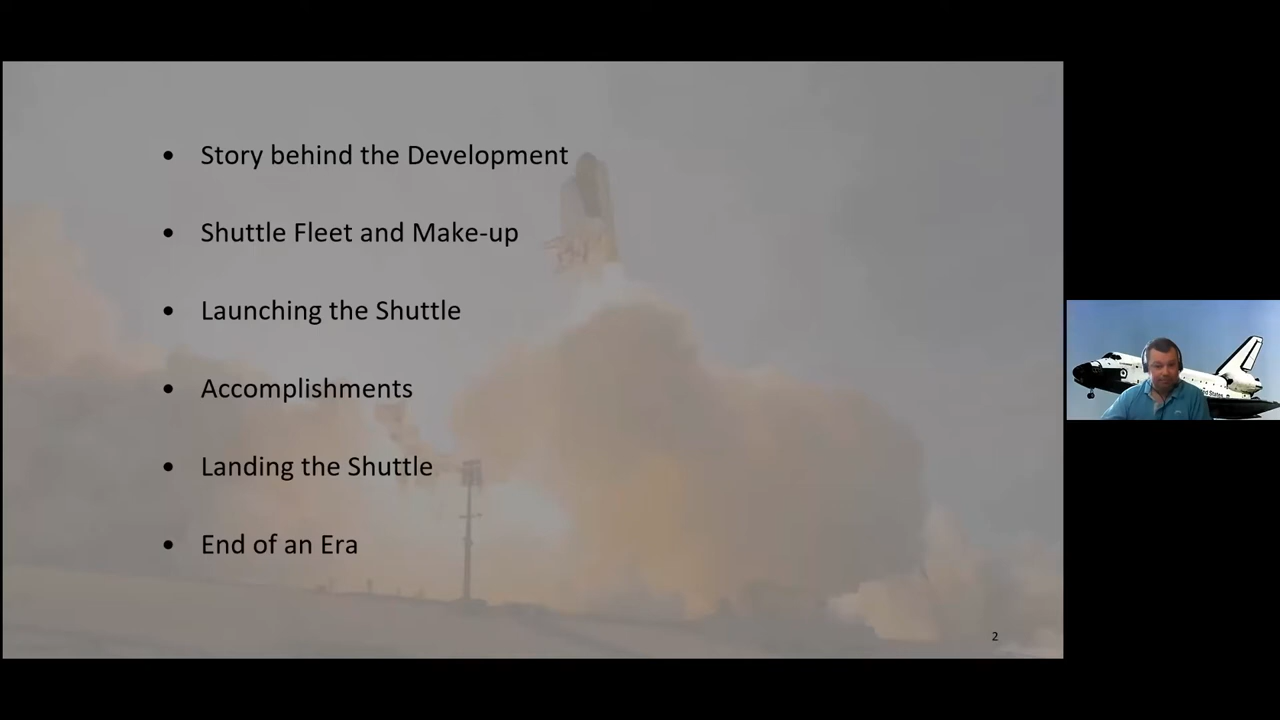 • Story behind the Development
• Shuttle Fleet and Make-up
• Launching the Shuttle
• Accomplishments
• Landing the Shuttle
• End of an Era
2
States